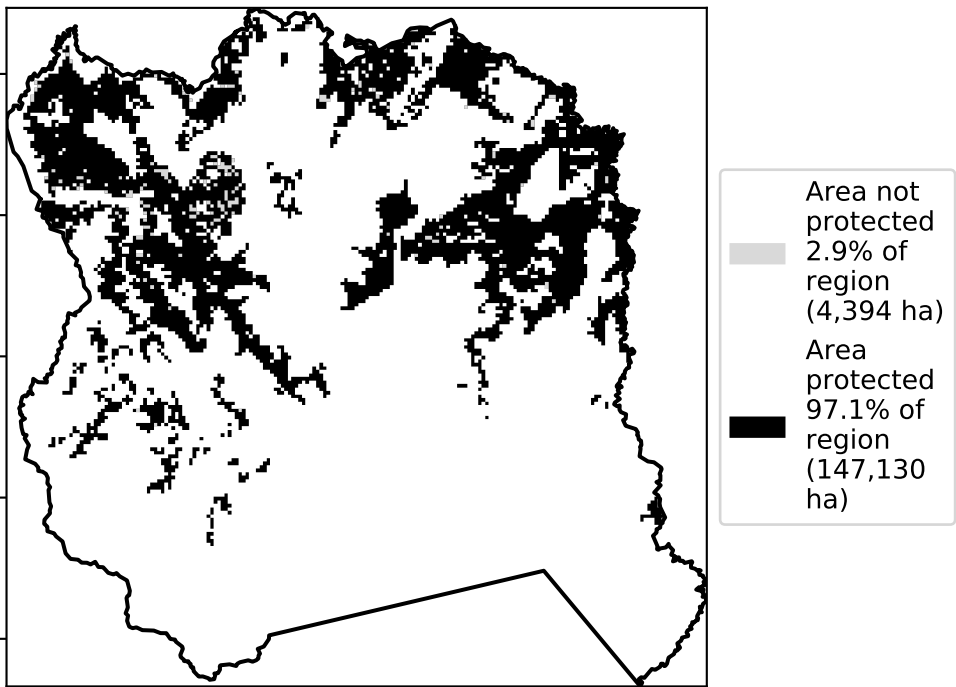 Area not
protected
2.9% of
region
(4,394 ha)
Area
protected
97.1% of
region
(147,130
ha)